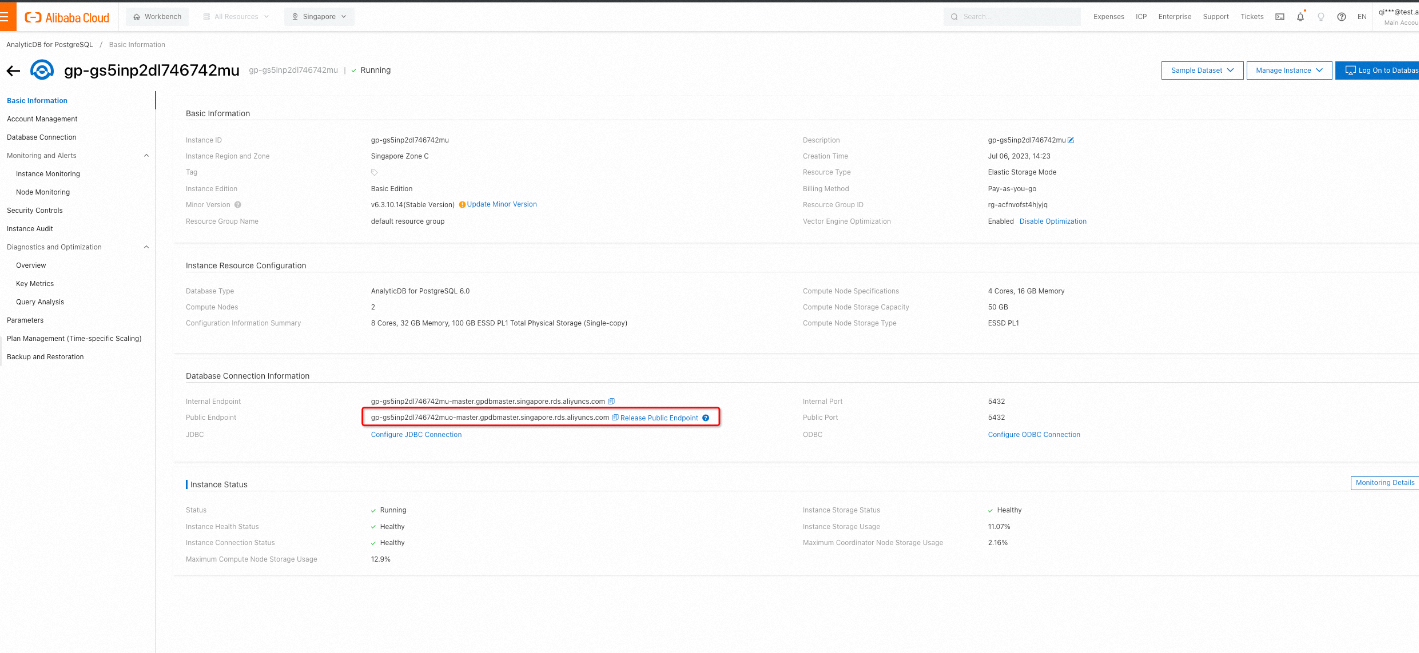 Alibaba Cloud Workbench All Resources Singapore Search... Expenses ICP Enterprise Support Tickets EN qi***@test.a
Main Accou
AnalyticDB for PostgreSQL / Basic Information
gp-gs5inp2dl746742mu gp-gs5inp2dl746742mu | Running Sample Dataset Manage Instance Log On to Databas
Basic Information
Account Management
Database Connection
Monitoring and Alerts
Instance Monitoring
Node Monitoring
Security Controls
Instance Audit
Diagnostics and Optimization
Overview
Key Metrics
Query Analysis
Parameters
Plan Management (Time-specific Scaling)
Backup and Restoration
Basic Information
Instance ID gp-gs5inp2dl746742mu Description gp-gs5inp2dl746742mu
Instance Region and Zone Singapore Zone C Creation Time Jul 06, 2023, 14:23
Tag Resource Type Elastic Storage Mode
Instance Edition Basic Edition Billing Method Pay-as-you-go
Minor Version v6.3.10.14(Stable Version) Update Minor Version Resource Group ID rg-acfnvofst4hjyjq
Resource Group Name default resource group Vector Engine Optimization Enabled Disable Optimization
Instance Resource Configuration
Database Type AnalyticDB for PostgreSQL 6.0 Compute Node Specifications 4 Cores, 16 GB Memory
Compute Nodes 2 Compute Node Storage Capacity 50 GB
Configuration Information Summary 8 Cores, 32 GB Memory, 100 GB ESSD PL1 Total Physical Storage (Single-copy) Compute Node Storage Type ESSD PL1
Database Connection Information
Internal Endpoint gp-gs5inp2dl746742mu-master.gpdbmaster.singapore.rds.aliyuncs.com Internal Port 5432
Public Endpoint gp-gs5inp2dl746742muo-master.gpdbmaster.singapore.rds.aliyuncs.com Release Public Endpoint Public Port 5432
JDBC Configure JDBC Connection ODBC Configure ODBC Connection
Instance Status Monitoring Details
Status Running Instance Storage Status Healthy
Instance Health Status Healthy Instance Storage Usage 11.07%
Instance Connection Status Healthy Maximum Coordinator Node Storage Usage 2.16%
Maximum Compute Node Storage Usage 12.9%